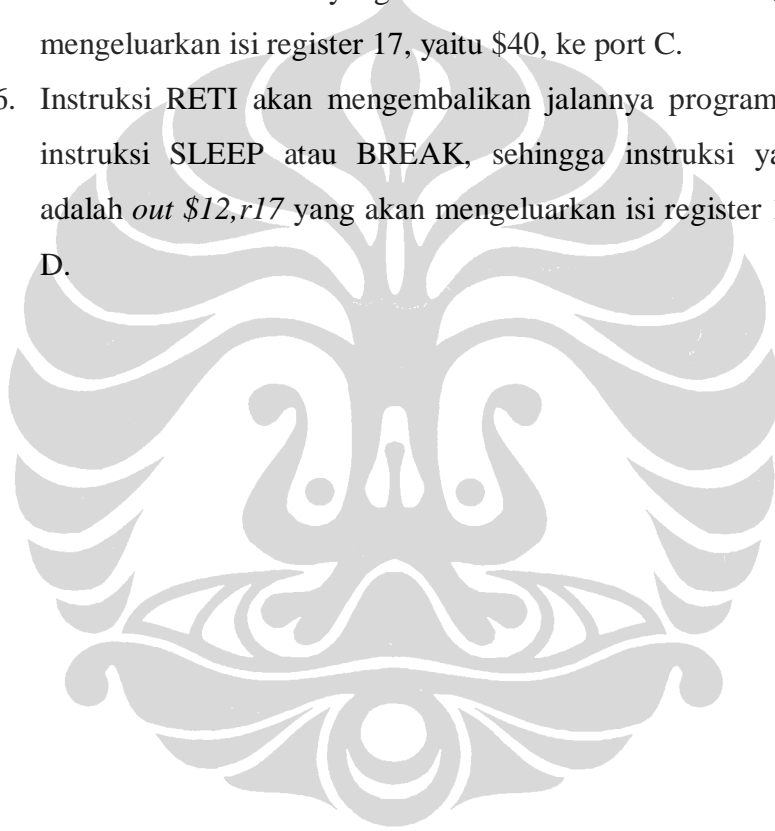 mengeluarkan isi register 17, yaitu $40, ke port C.
6. Instruksi RETI akan mengembalikan jalannya program
instruksi SLEEP atau BREAK, sehingga instruksi ya
adalah out $12,r17 yang akan mengeluarkan isi register
D.